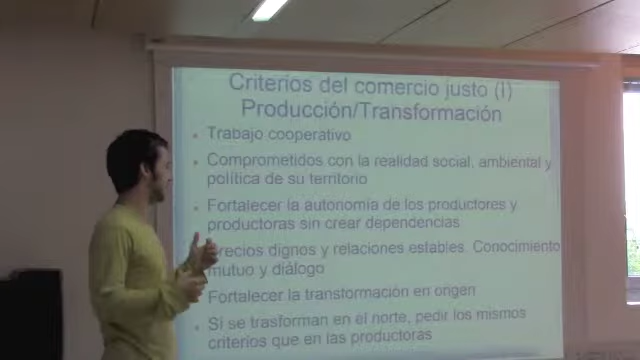 Criterios del comercio justo (I)
Producción/Transformación
Trabajo cooperativo
Comprometidos con la realidad social, ambiental y
política de su territorio
Fortalecer la autonomía de los productores y
productoras sin crear dependencias
Precios dignos y relaciones estables. Conocimiento
mutuo y diálogo
Fortalecer la transformación en origen
Si se trasforman en el norte, pedir los mismos
criterios que en las productoras